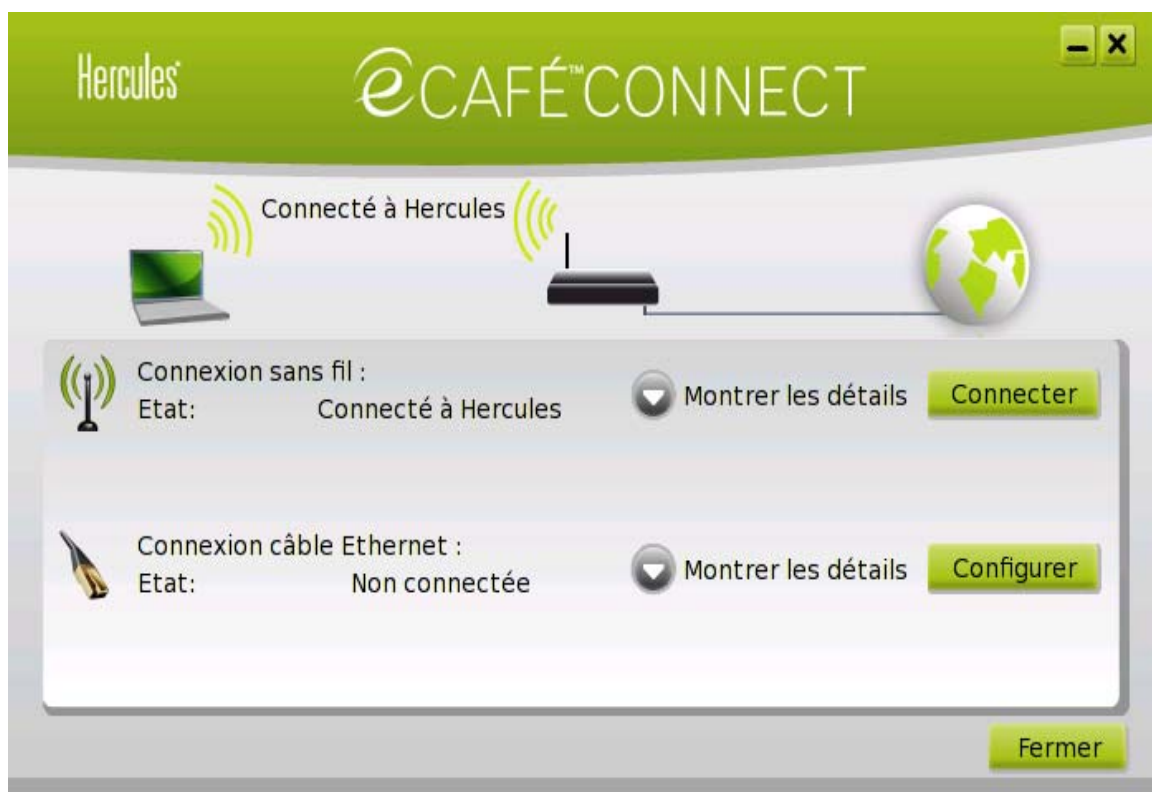 Hercules®
eCAFÉ™CONNECT
Connecté à Hercules
Connexion sans fil :
Etat: Connecté à Hercules
Montrer les détails
Connecter
Connexion câble Ethernet :
Etat: Non connectée
Montrer les détails
Configurer
Fermer